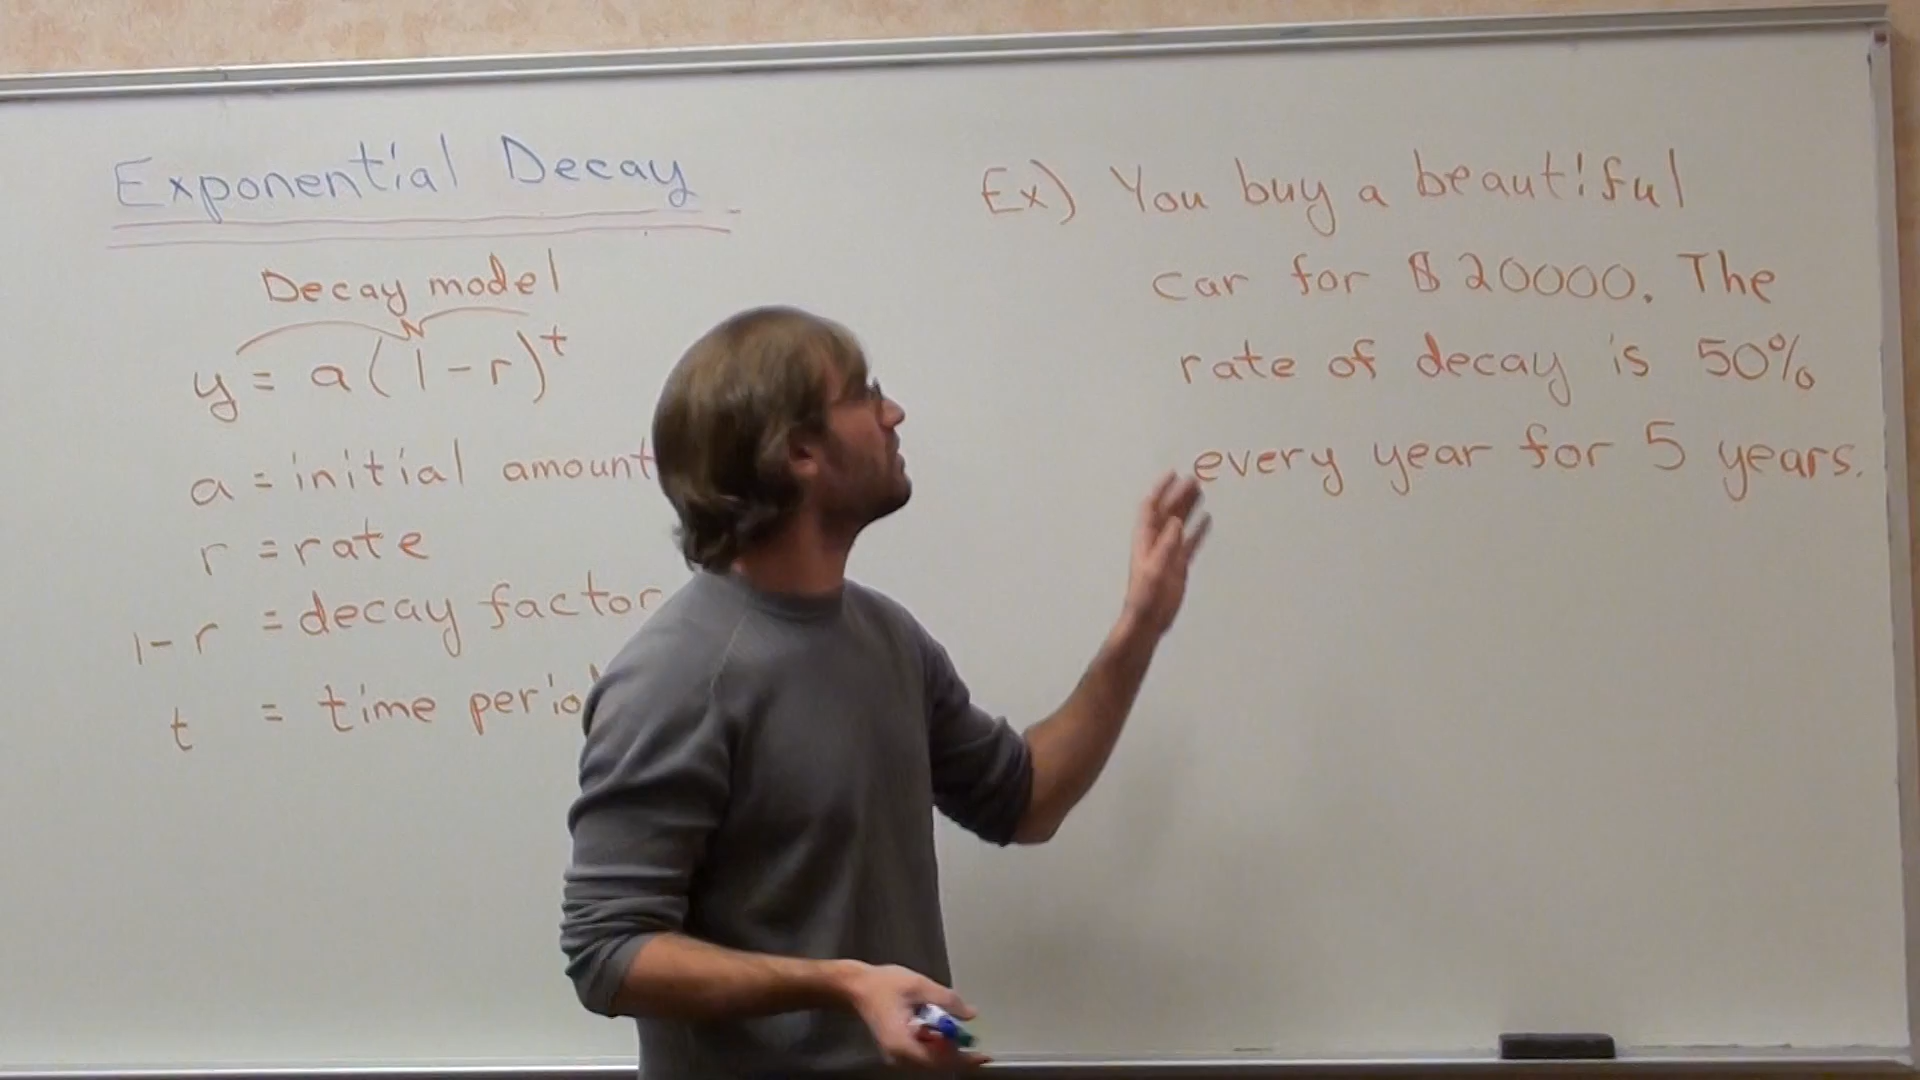 Exponential Decay
Decay model
y = a(1-r)^t
a = initial amount
r = rate
1-r = decay factor
t = time
Ex) You buy a beautiful
car for $20000. The
rate of decay is 50%
every year for 5 years.